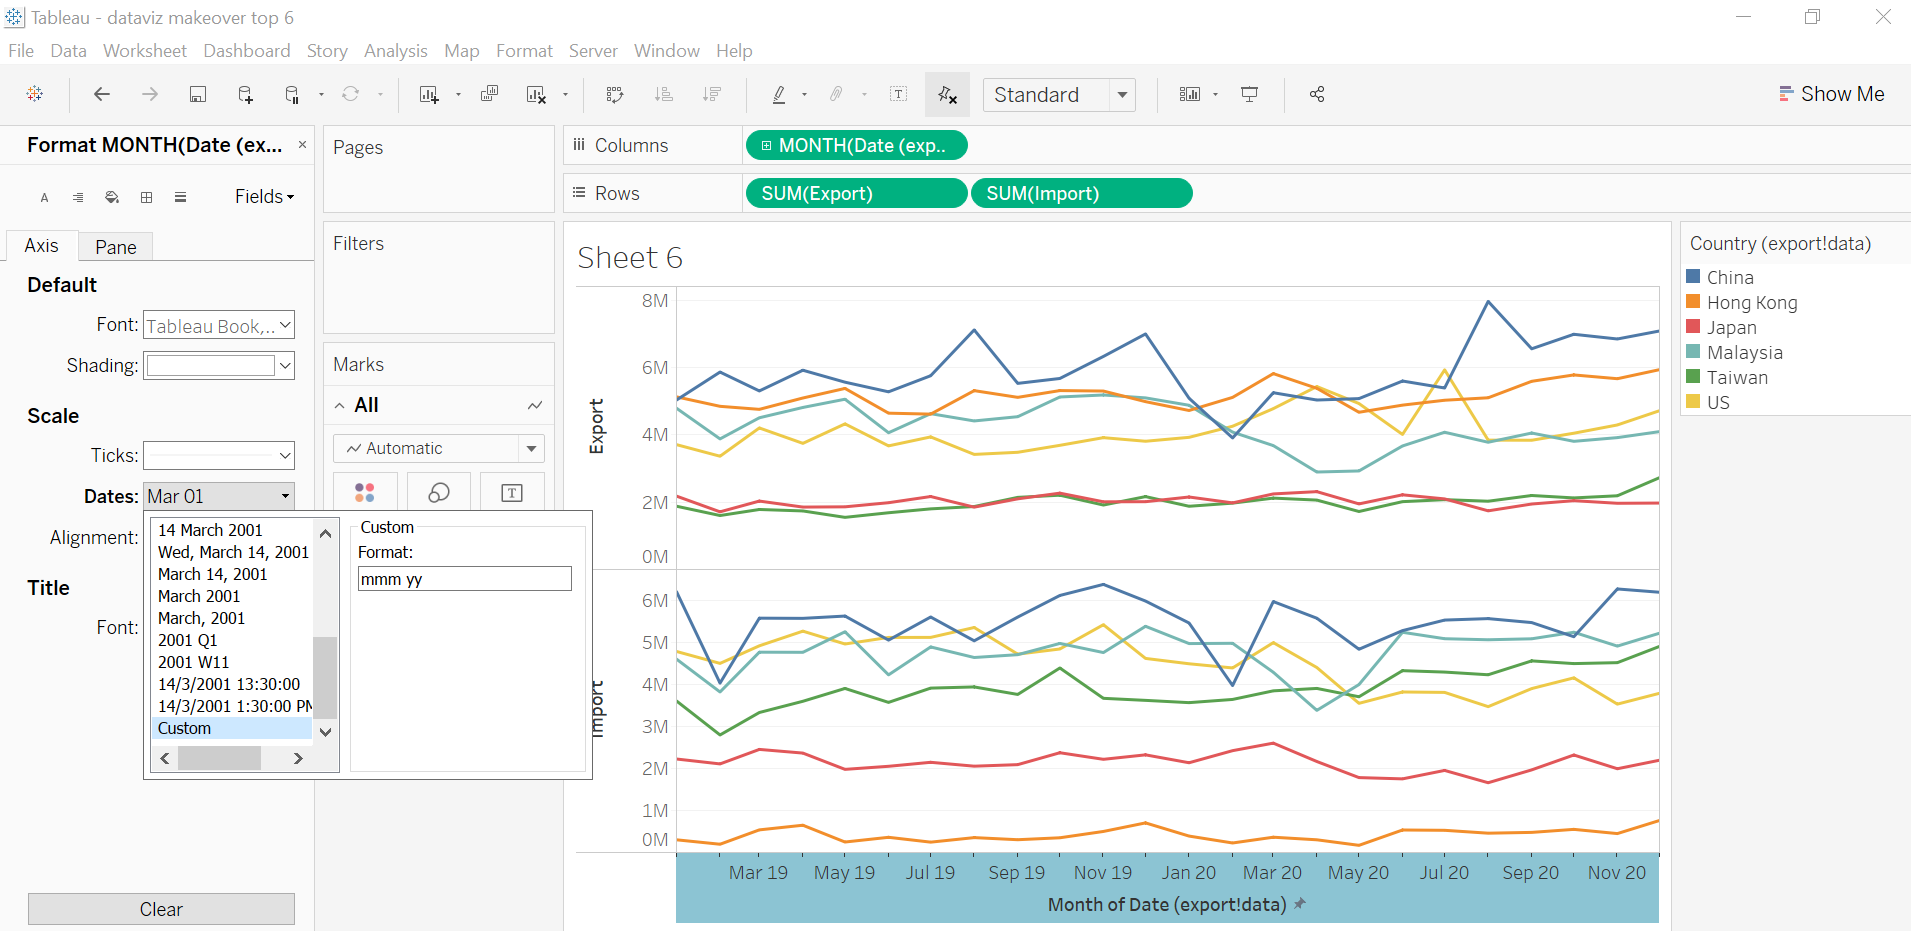 Tableau - dataviz makeover top 6
File Data Worksheet Dashboard Story Analysis Map Format Server Window Help
Standard
Show Me
Format MONTH(Date (ex... ×
Fields
Axis Pane
Default
Font: Tableau Book,...
Shading:
Scale
Ticks:
Dates: Mar 01
Alignment:
Title
Font:
14 March 2001
Wed, March 14, 2001
March 14, 2001
March 2001
March, 2001
2001 Q1
2001 W11
14/3/2001 13:30:00
14/3/2001 1:30:00 PM
Custom
Custom
Format:
mmm yy
Clear
Pages
Filters
Marks
All
Automatic
Columns
MONTH(Date (exp..
Rows
SUM(Export) SUM(Import)
Sheet 6
Export
8M
6M
4M
2M
0M
Import
6M
5M
4M
3M
2M
1M
0M
Mar 19 May 19 Jul 19 Sep 19 Nov 19 Jan 20 Mar 20 May 20 Jul 20 Sep 20 Nov 20
Month of Date (export!data)
Country (export!data)
China
Hong Kong
Japan
Malaysia
Taiwan
US